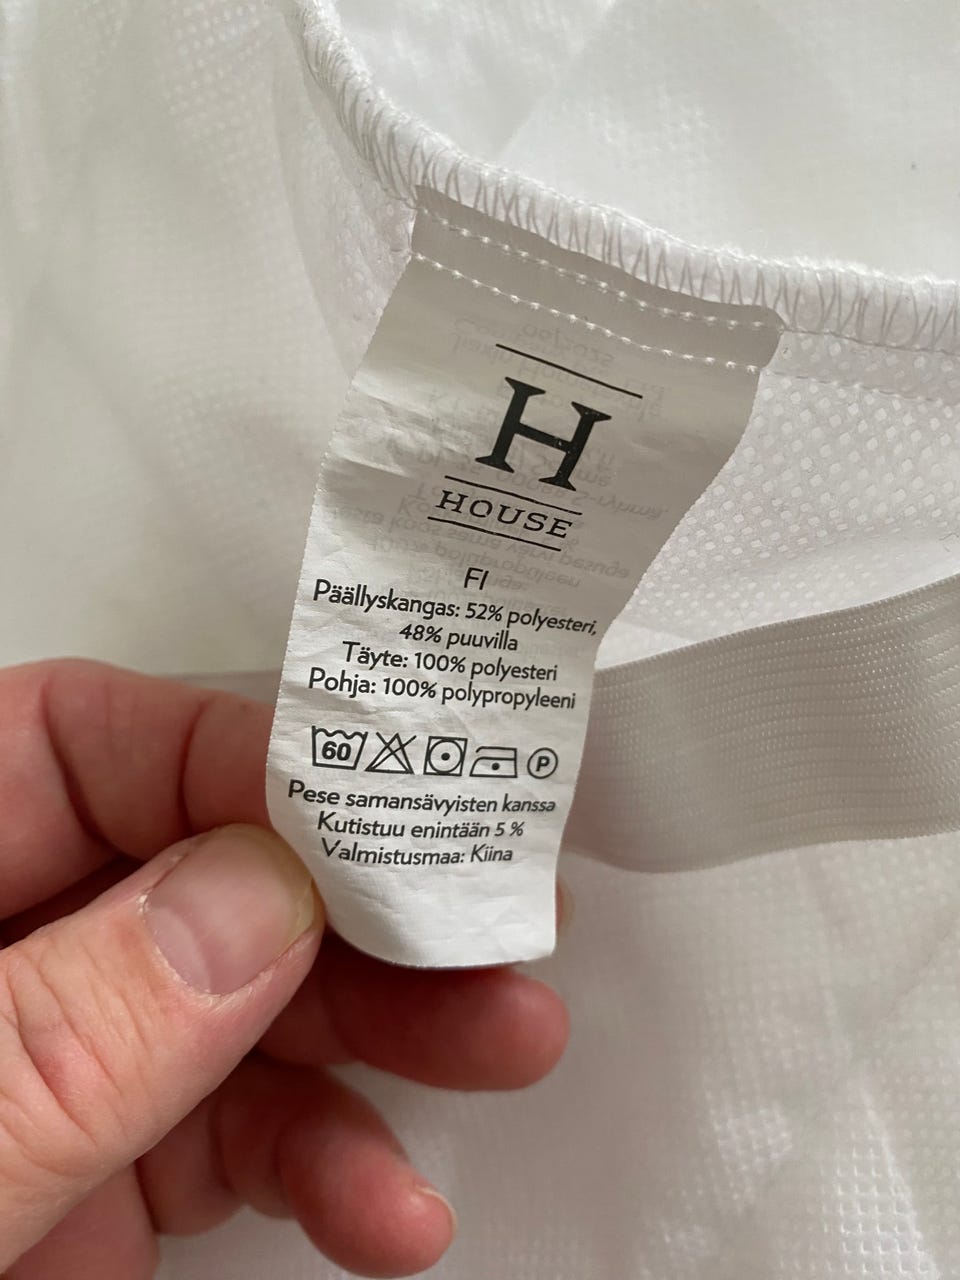 H
HOUSE
FI
Päällyskangas: 52% polyesteri,
48% puuvilla
Täyte: 100% polyesteri
Pohja: 100% polypropyleeni
60 P
Pese samansävyisten kanssa
Kutistuu enintään 5 %
Valmistusmaa: Kiina